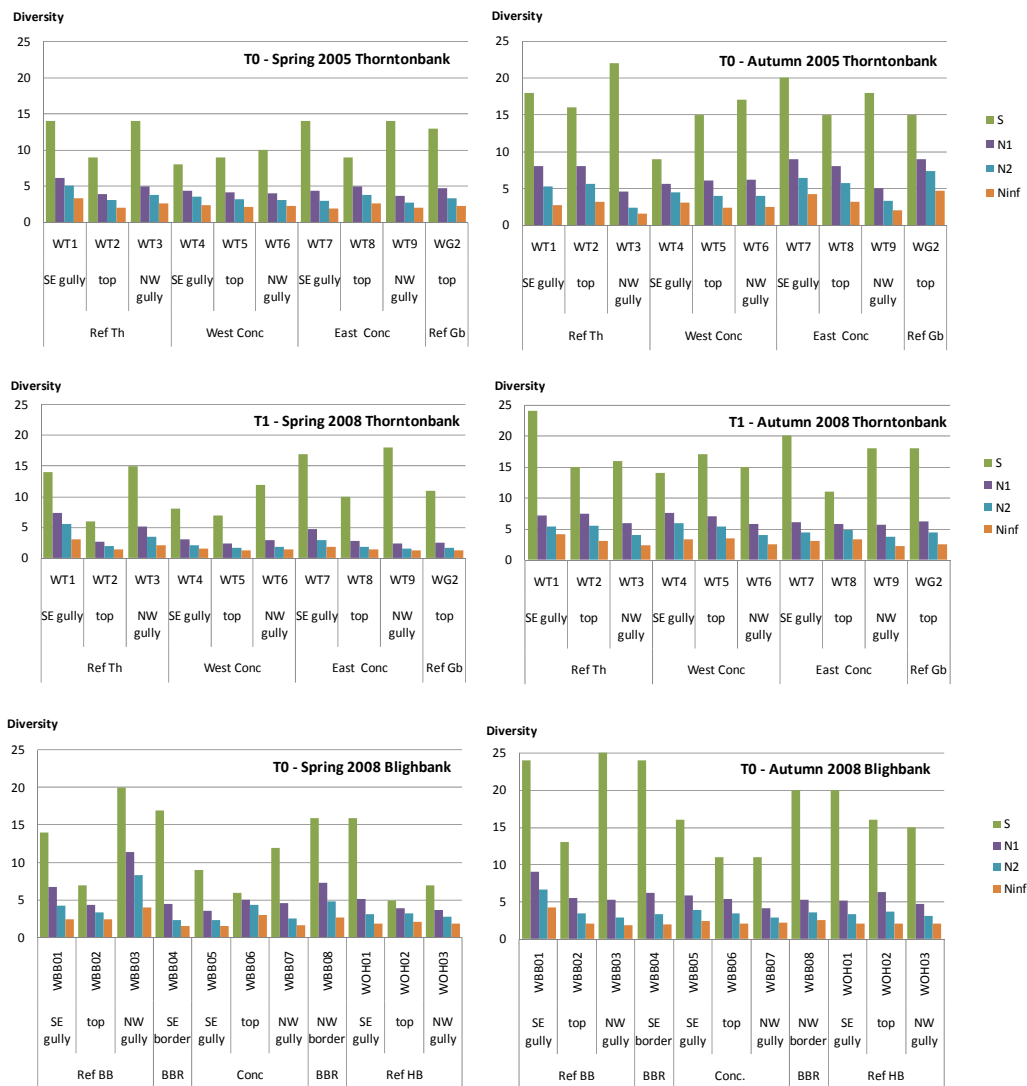 Diversity
T0 - Spring 2005 Thorntonbank
25
20
15
10
5
0
WT1 WT2 WT3 WT4 WT5 WT6 WT7 WT8 WT9 WG2
SE gully top NW gully SE gully top NW gully SE gully top NW gully top
Ref Th West Conc East Conc Ref Gb
Diversity
T0 - Autumn 2005 Thorntonbank
25
20
15
10
5
0
WT1 WT2 WT3 WT4 WT5 WT6 WT7 WT8 WT9 WG2
SE gully top NW gully SE gully top NW gully SE gully top NW gully top
Ref Th West Conc East Conc Ref Gb
S
N1
N2
Ninf
Diversity
T1 - Spring 2008 Thorntonbank
25
20
15
10
5
0
WT1 WT2 WT3 WT4 WT5 WT6 WT7 WT8 WT9 WG2
SE gully top NW gully SE gully top NW gully SE gully top NW gully top
Ref Th West Conc East Conc Ref Gb
Diversity
T1 - Autumn 2008 Thorntonbank
25
20
15
10
5
0
WT1 WT2 WT3 WT4 WT5 WT6 WT7 WT8 WT9 WG2
SE gully top NW gully SE gully top NW gully SE gully top NW gully top
Ref Th West Conc East Conc Ref Gb
S
N1
N2
Ninf
Diversity
T0 - Spring 2008 Blighbank
25
20
15
10
5
0
WBB01 WBB02 WBB03 WBB04 WBB05 WBB06 WBB07 WBB08 WOH01 WOH02 WOH03
SE gully top NW gully SE border SE gully top NW gully NW border SE gully top NW gully
Ref BB BBR Conc BBR Ref HB
Diversity
T0 - Autumn 2008 Blighbank
25
20
15
10
5
0
WBB01 WBB02 WBB03 WBB04 WBB05 WBB06 WBB07 WBB08 WOH01 WOH02 WOH03
SE gully top NW gully SE border SE gully top NW gully NW border SE gully top NW gully
Ref BB BBR Conc. BBR Ref HB
S
N1
N2
Ninf